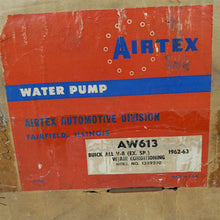 AIRTEX
WATER PUMP
AIRTEX AUTOMOTIVE DIVISION
FAIRFIELD, ILLINOIS
AW613
BUICK ALL V-8 (EX. SP.) 1962-63
W/AIR CONDITIONING